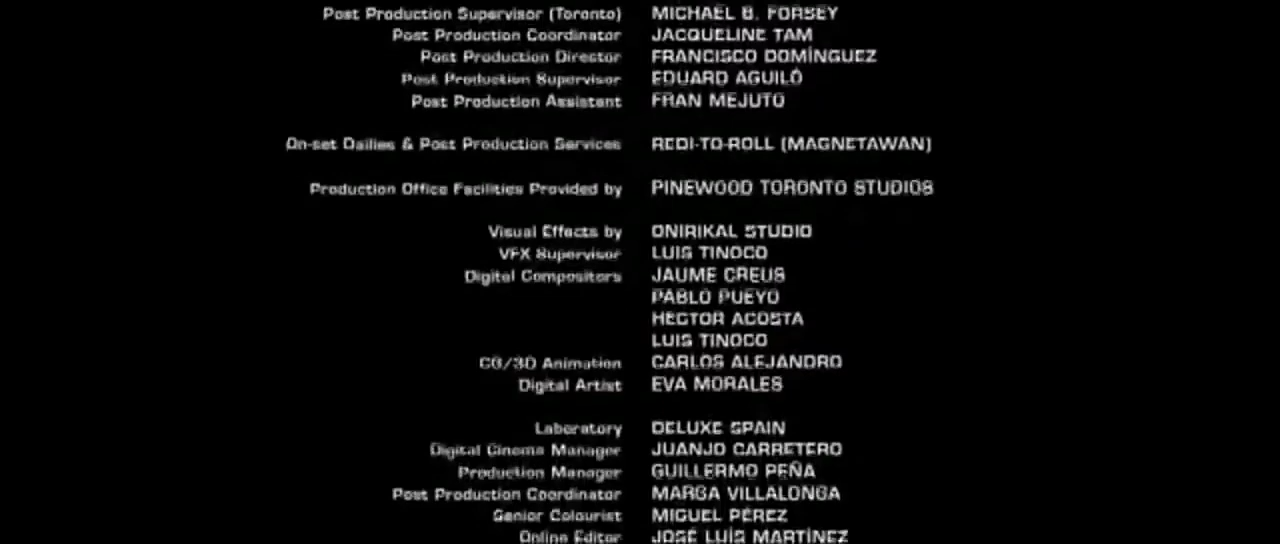 Post Production Supervisor (Toronto) MICHAEL B. FORSEY
Post Production Coordinator JACQUELINE TAM
Post Production Director FRANCISCO DOMÍNGUEZ
Post Production Supervisor EDUARD AGUILÓ
Post Production Assistant FRAN MEJUTO
On-set Dailies & Post Production Services REDI-TO-ROLL (MAGNETAWAN)
Production Office Facilities Provided by PINEWOOD TORONTO STUDIOS
Visual Effects by ONIRIKAL STUDIO
VFX Supervisor LUIS TINOCO
Digital Compositors JAUME CREUS
PABLO PUEYO
HÉCTOR ACOSTA
LUIS TINOCO
CG/3D Animation CARLOS ALEJANDRO
Digital Artist EVA MORALES
Laboratory DELUXE SPAIN
Digital Cinema Manager JUANJO CARRETERO
Production Manager GUILLERMO PEÑA
Post Production Coordinator MARGA VILLALONGA
Senior Colourist MIGUEL PÉREZ
Online Editor JOSÉ LUÍS MARTÍNEZ